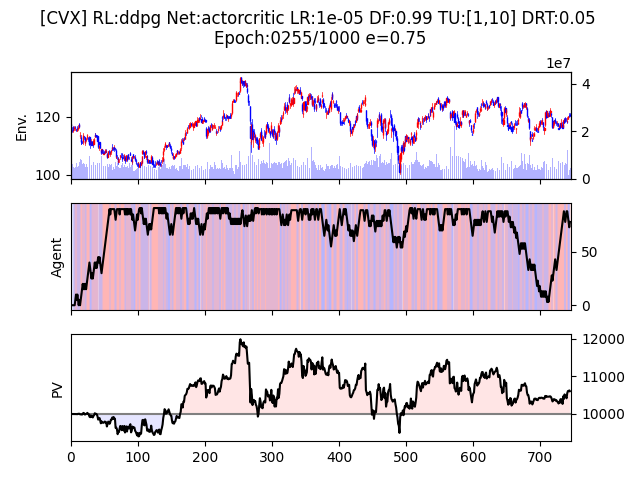 [CVX] RL:ddpg Net:actorcritic LR:1e-05 DF:0.99 TU:[1,10] DRT:0.05
Epoch:0255/1000 e=0.75
1e7
Env.
120
100
4
2
0
Agent
50
0
PV
12000
11000
10000
0 100 200 300 400 500 600 700